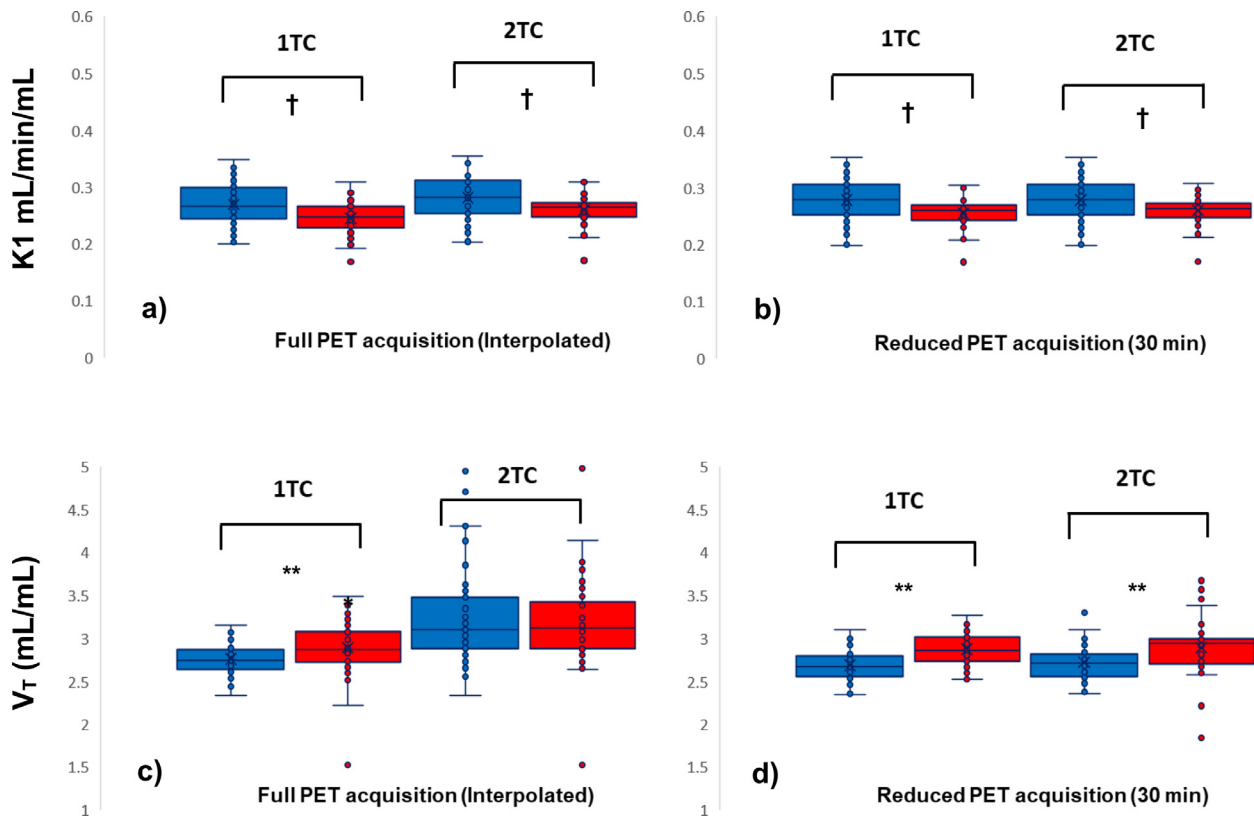 K1 mL/min/mL
0.6
0.5
0.4
0.3
0.2
0.1
0
1TC
†
2TC
†
a)
Full PET acquisition (Interpolated)
0.6
0.5
0.4
0.3
0.2
0.1
0
1TC
†
2TC
†
b)
Reduced PET acquisition (30 min)
VT (mL/mL)
5
4.5
4
3.5
3
2.5
2
1.5
1
1TC
**
*
2TC
c)
Full PET acquisition (Interpolated)
5
4.5
4
3.5
3
2.5
2
1.5
1
1TC
**
2TC
**
d)
Reduced PET acquisition (30 min)